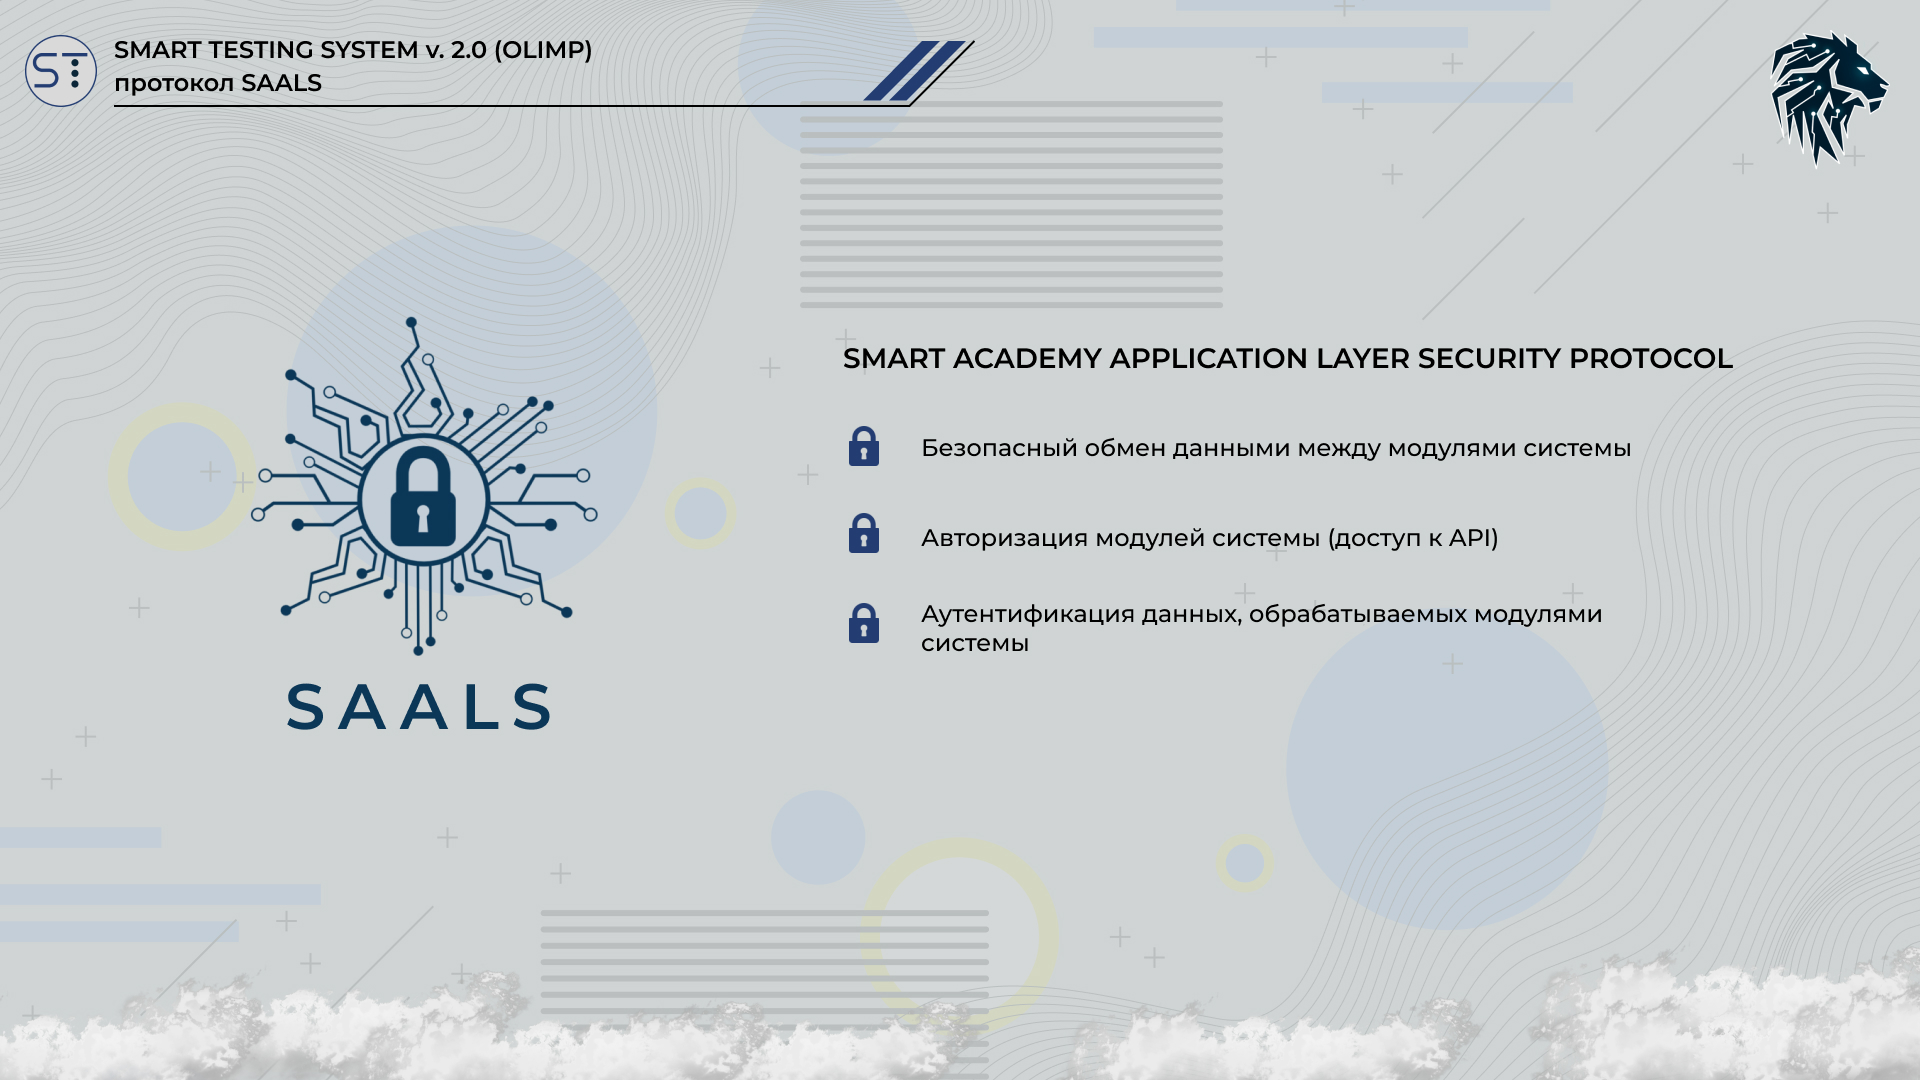 ST
SMART TESTING SYSTEM v. 2.0 (OLIMP)
протокол SAALS
SMART ACADEMY APPLICATION LAYER SECURITY PROTOCOL
Безопасный обмен данными между модулями системы
Авторизация модулей системы (доступ к API)
Аутентификация данных, обрабатываемых модулями
системы
SAALS